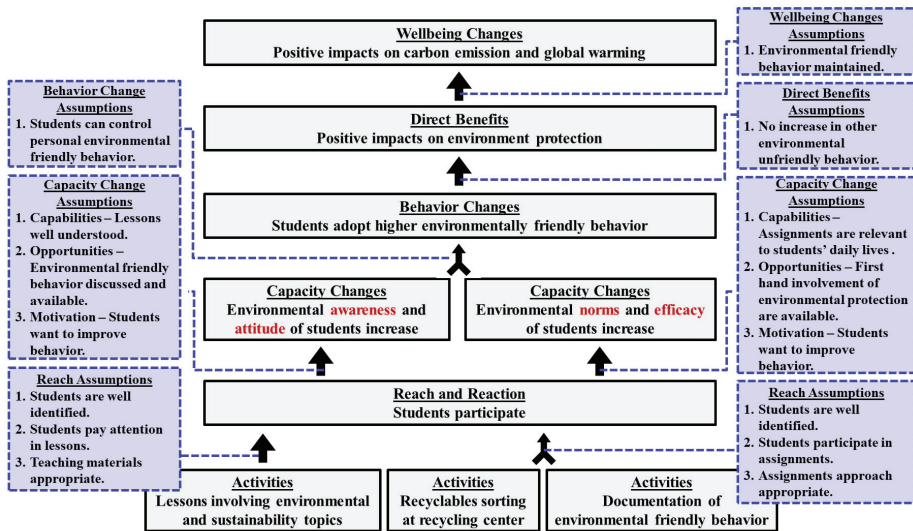 Wellbeing Changes
Positive impacts on carbon emission and global warming
Wellbeing Changes
Assumptions
1. Environmental friendly
behavior maintained.
Behavior Change
Assumptions
1. Students can control
personal environmental
friendly behavior.
Direct Benefits
Positive impacts on environment protection
Direct Benefits
Assumptions
1. No increase in other
environmental
unfriendly behavior.
Capacity Change
Assumptions
1. Capabilities – Lessons
well understood.
2. Opportunities –
Environmental friendly
behavior discussed and
available.
3. Motivation – Students
want to improve
behavior.
Behavior Changes
Students adopt higher environmentally friendly behavior
Capacity Change
Assumptions
1. Capabilities –
Assignments are relevant
to students’ daily lives .
2. Opportunities – First
hand involvement of
environmental protection
are available.
3. Motivation – Students
want to improve
behavior.
Capacity Changes
Environmental awareness and
attitude of students increase
Capacity Changes
Environmental norms and efficacy
of students increase
Reach Assumptions
1. Students are well
identified.
2. Students pay attention
in lessons.
3. Teaching materials
appropriate.
Reach and Reaction
Students participate
Reach Assumptions
1. Students are well
identified.
2. Students participate in
assignments.
3. Assignments approach
appropriate.
Activities
Lessons involving environmental
and sustainability topics
Activities
Recyclables sorting
at recycling center
Activities
Documentation of
environmental friendly behavior